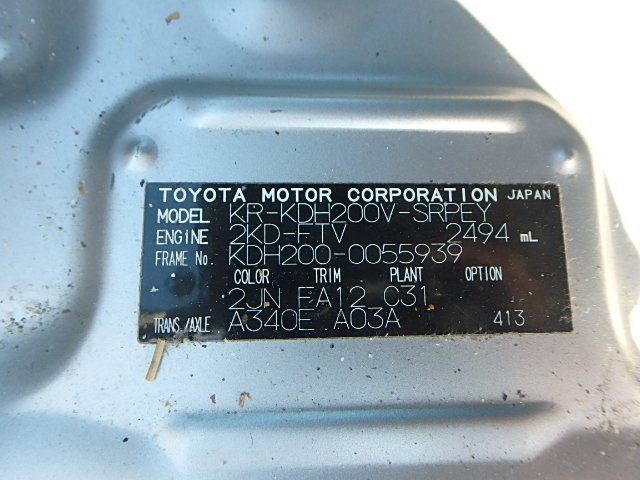 TOYOTA MOTOR CORPORATION JAPAN
MODEL KR-KDH200V-SRPEY
ENGINE 2KD-FTV 2494 mL
FRAME No. KDH200-0055939
COLOR TRIM PLANT OPTION
2JN FA12 C31
TRANS./AXLE A340E A03A 413